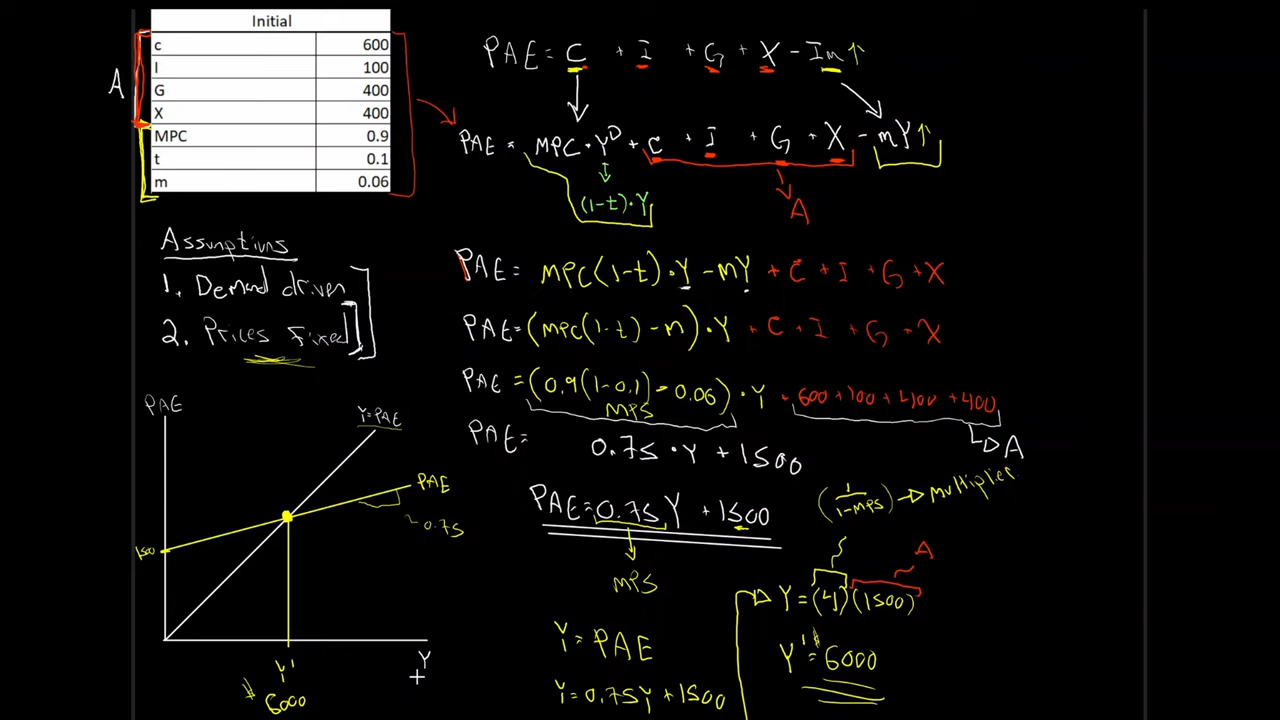 Initial
c 600
I 100
G 400
X 400
MPC 0.9
t 0.1
m 0.06
A
PAE = C + I + G + X - Im ↑
PAE = MPC · Y^D + C + I + G + X - mY ↑
(1-t) · Y
A
Assumptions
1. Demand driven
2. Prices fixed
PAE = MPC(1-t) · Y - mY + C + I + G + X
PAE = (MPC(1-t) - m) · Y + C + I + G + X
PAE = (0.9(1-0.1) - 0.06) · Y + 600 + 100 + 400 + 400
MPS
A
PAE = 0.75 · Y + 1500
PAE = 0.75Y + 1500
MPS
(1/1-MPS) → multiplier
A
Y = (4)(1500)
Y' = $6000
Y = PAE
Y = 0.75Y + 1500
PAE
Y=PAE
PAE
~0.75
1500
Y
Y'
$ 6000